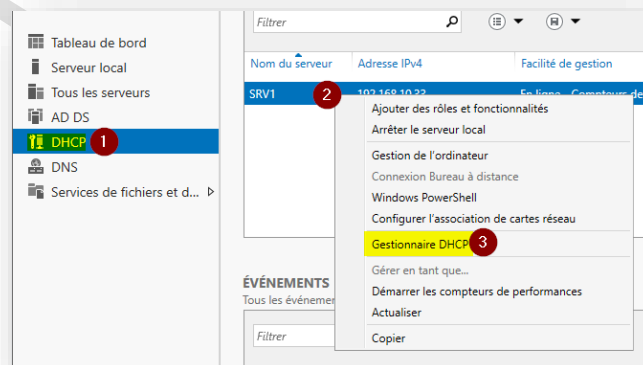 Tableau de bord
Serveur local
Tous les serveurs
AD DS
DHCP 1
DNS
Services de fichiers et d...
Filtrer
Nom du serveur Adresse IPv4 Facilité de gestion
SRV1 2 192.168.10.33 En ligne - Compteurs de
Ajouter des rôles et fonctionnalités
Arrêter le serveur local
Gestion de l'ordinateur
Connexion Bureau à distance
Windows PowerShell
Configurer l'association de cartes réseau
Gestionnaire DHCP 3
Gérer en tant que...
Démarrer les compteurs de performances
Actualiser
Copier
ÉVÉNEMENTS
Tous les événemen
Filtrer